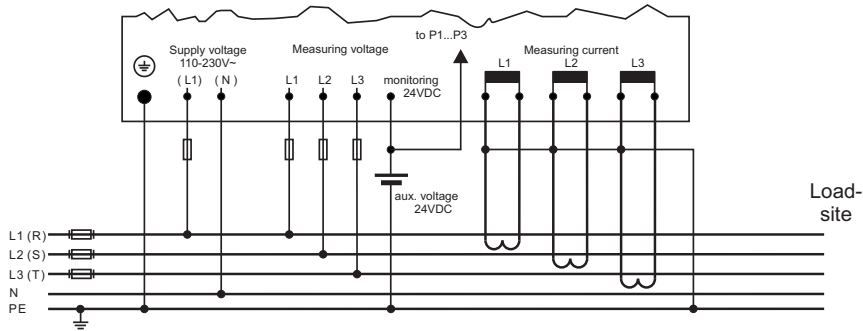 to P1...P3
Supply voltage
110-230V~
(L1) (N)
Measuring voltage
L1 L2 L3
monitoring
24VDC
Measuring current
L1 L2 L3
aux. voltage
24VDC
Load-
site
L1 (R)
L2 (S)
L3 (T)
N
PE